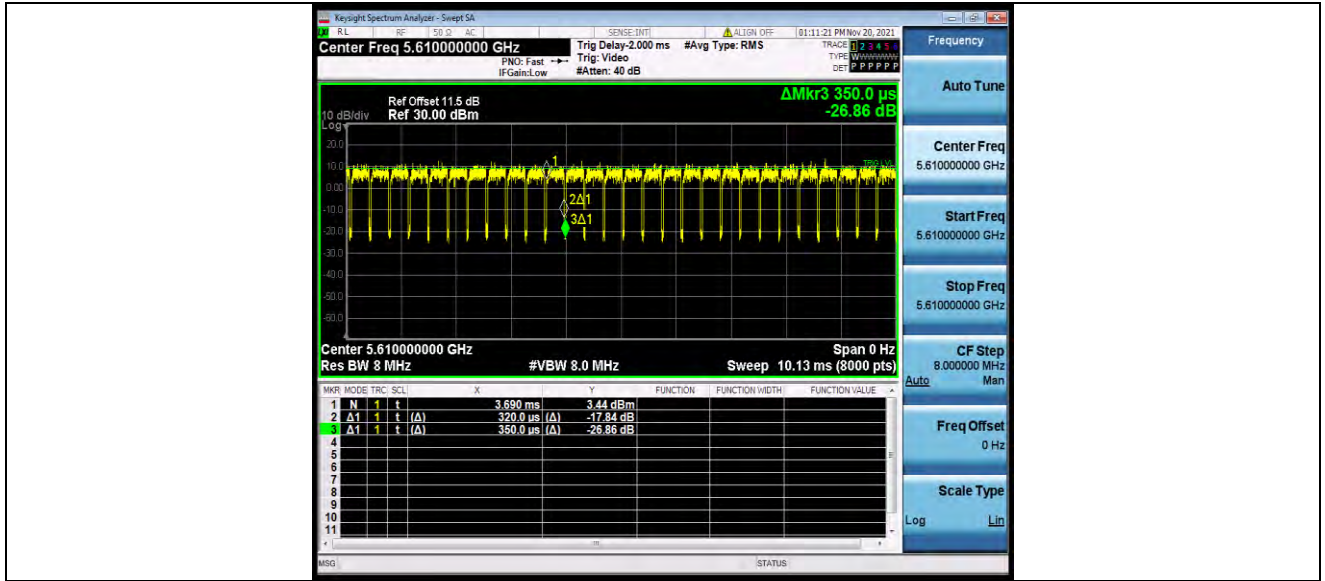 Keysight Spectrum Analyzer - Swept SA
RL RF 50 Ω AC SENSE:INT ALIGN OFF 01:11:21 PM Nov 20, 2021
Center Freq 5.610000000 GHz
PNO: Fast
IFGain:Low
Trig Delay-2.000 ms #Avg Type: RMS
Trig: Video
#Atten: 40 dB
TRACE 1 2 3 4 5 6
TYPE WWWWWW
DET P P P P P P
Frequency
ΔMkr3 350.0 µs
-26.86 dB
Ref Offset 11.5 dB
10 dB/div Ref 30.00 dBm
Log
20.0
10.0
0.00
-10.0
-20.0
-30.0
-40.0
-50.0
-60.0
1
2Δ1
3Δ1
TRIG LVL
Center 5.610000000 GHz Span 0 Hz
Res BW 8 MHz #VBW 8.0 MHz Sweep 10.13 ms (8000 pts)
MKR MODE TRC SCL X Y FUNCTION FUNCTION WIDTH FUNCTION VALUE
1 N 1 t 3.690 ms 3.44 dBm
2 Δ1 1 t (Δ) 320.0 µs (Δ) -17.84 dB
3 Δ1 1 t (Δ) 350.0 µs (Δ) -26.86 dB
4
5
6
7
8
9
10
11
MSG STATUS
Auto Tune
Center Freq
5.610000000 GHz
Start Freq
5.610000000 GHz
Stop Freq
5.610000000 GHz
CF Step
8.000000 MHz
Auto Man
Freq Offset
0 Hz
Scale Type
Log Lin